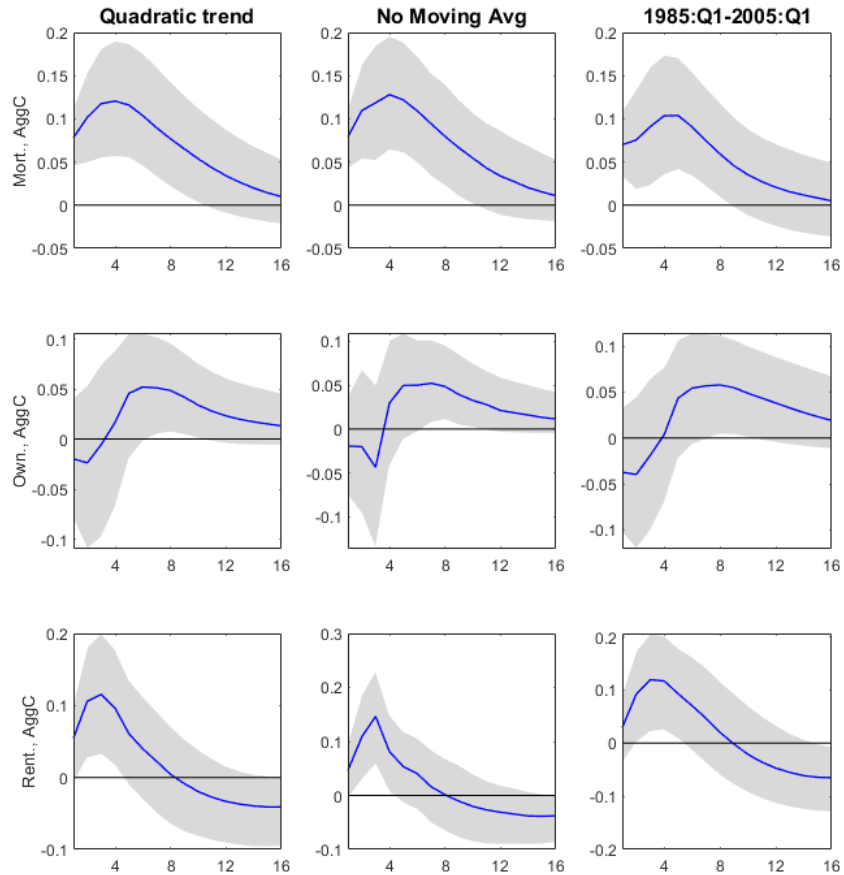 Quadratic trend No Moving Avg 1985:Q1-2005:Q1
Mort., AggC
0.2 0.2 0.2
0.15 0.15 0.15
0.1 0.1 0.1
0.05 0.05 0.05
0 0 0
-0.05 -0.05 -0.05
4 8 12 16 4 8 12 16 4 8 12 16
Own., AggC
0.1 0.1 0.1
0.05 0.05 0.05
0 0 0
-0.05 -0.05 -0.05
-0.1 -0.1 -0.1
4 8 12 16 4 8 12 16 4 8 12 16
Rent., AggC
0.2 0.3 0.2
0.1 0.2 0.1
0 0.1 0
-0.1 0 -0.1
-0.1 -0.2
4 8 12 16 4 8 12 16 4 8 12 16